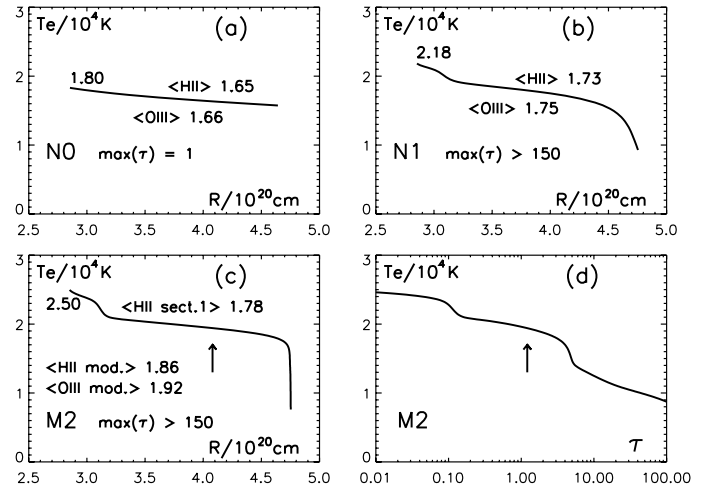 Te/10⁴K (a)
1.80 <HII> 1.65
<OIII> 1.66
N0 max(τ) = 1
R/10²⁰cm
0 1 2 3
2.5 3.0 3.5 4.0 4.5 5.0
Te/10⁴K (b)
2.18
<HII> 1.73
<OIII> 1.75
N1 max(τ) > 150
R/10²⁰cm
0 1 2 3
2.5 3.0 3.5 4.0 4.5 5.0
Te/10⁴K (c)
2.50 <HII sect.1> 1.78
<HII mod.> 1.86
<OIII mod.> 1.92
M2 max(τ) > 150
R/10²⁰cm
0 1 2 3
2.5 3.0 3.5 4.0 4.5 5.0
Te/10⁴K (d)
M2
τ
0 1 2 3
0.01 0.10 1.00 10.00 100.00